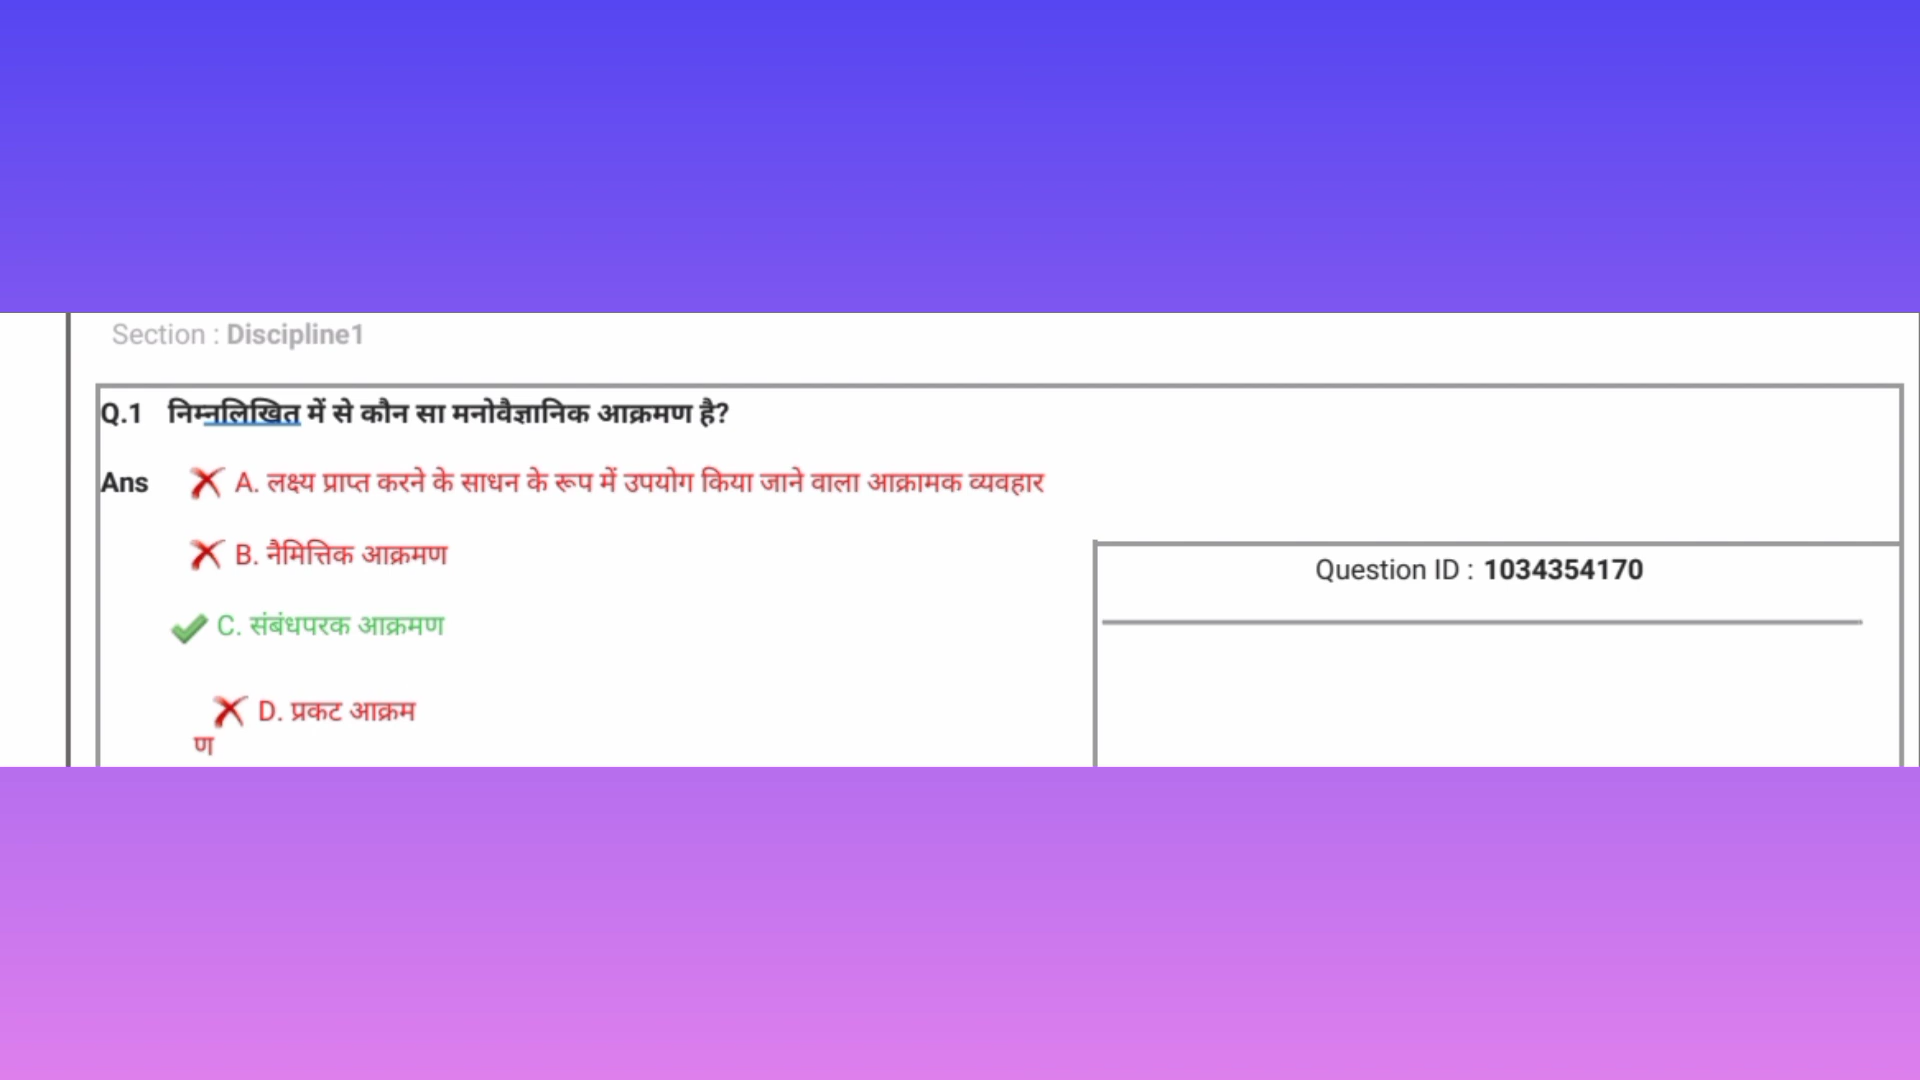 Section : Discipline1
Q.1 निम्नलिखित में से कौन सा मनोवैज्ञानिक आक्रमण है?
Ans A. लक्ष्य प्राप्त करने के साधन के रूप में उपयोग किया जाने वाला आक्रामक व्यवहार
B. नैमित्तिक आक्रमण
Question ID : 1034354170
C. संबंधपरक आक्रमण
D. प्रकट आक्रम
ण